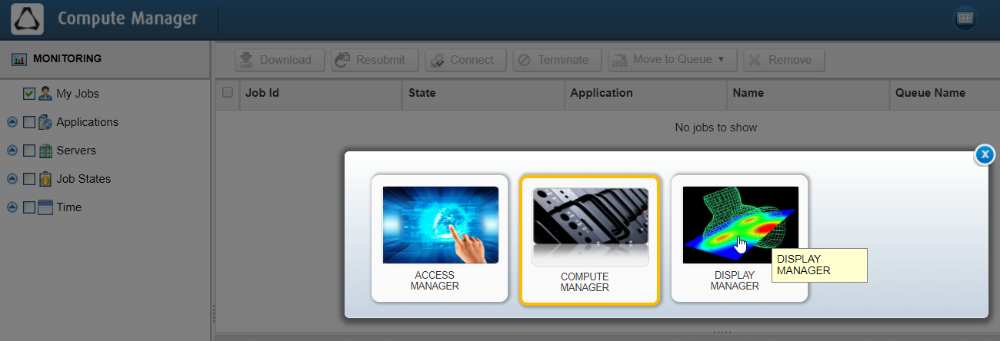 Compute Manager
MONITORING
Download
Resubmit
Connect
Terminate
Move to Queue
Remove
My Jobs
Applications
Servers
Job States
Time
Job Id
State
Application
Name
Queue Name
No jobs to show
X
ACCESS
MANAGER
COMPUTE
MANAGER
DISPLAY
MANAGER
DISPLAY
MANAGER